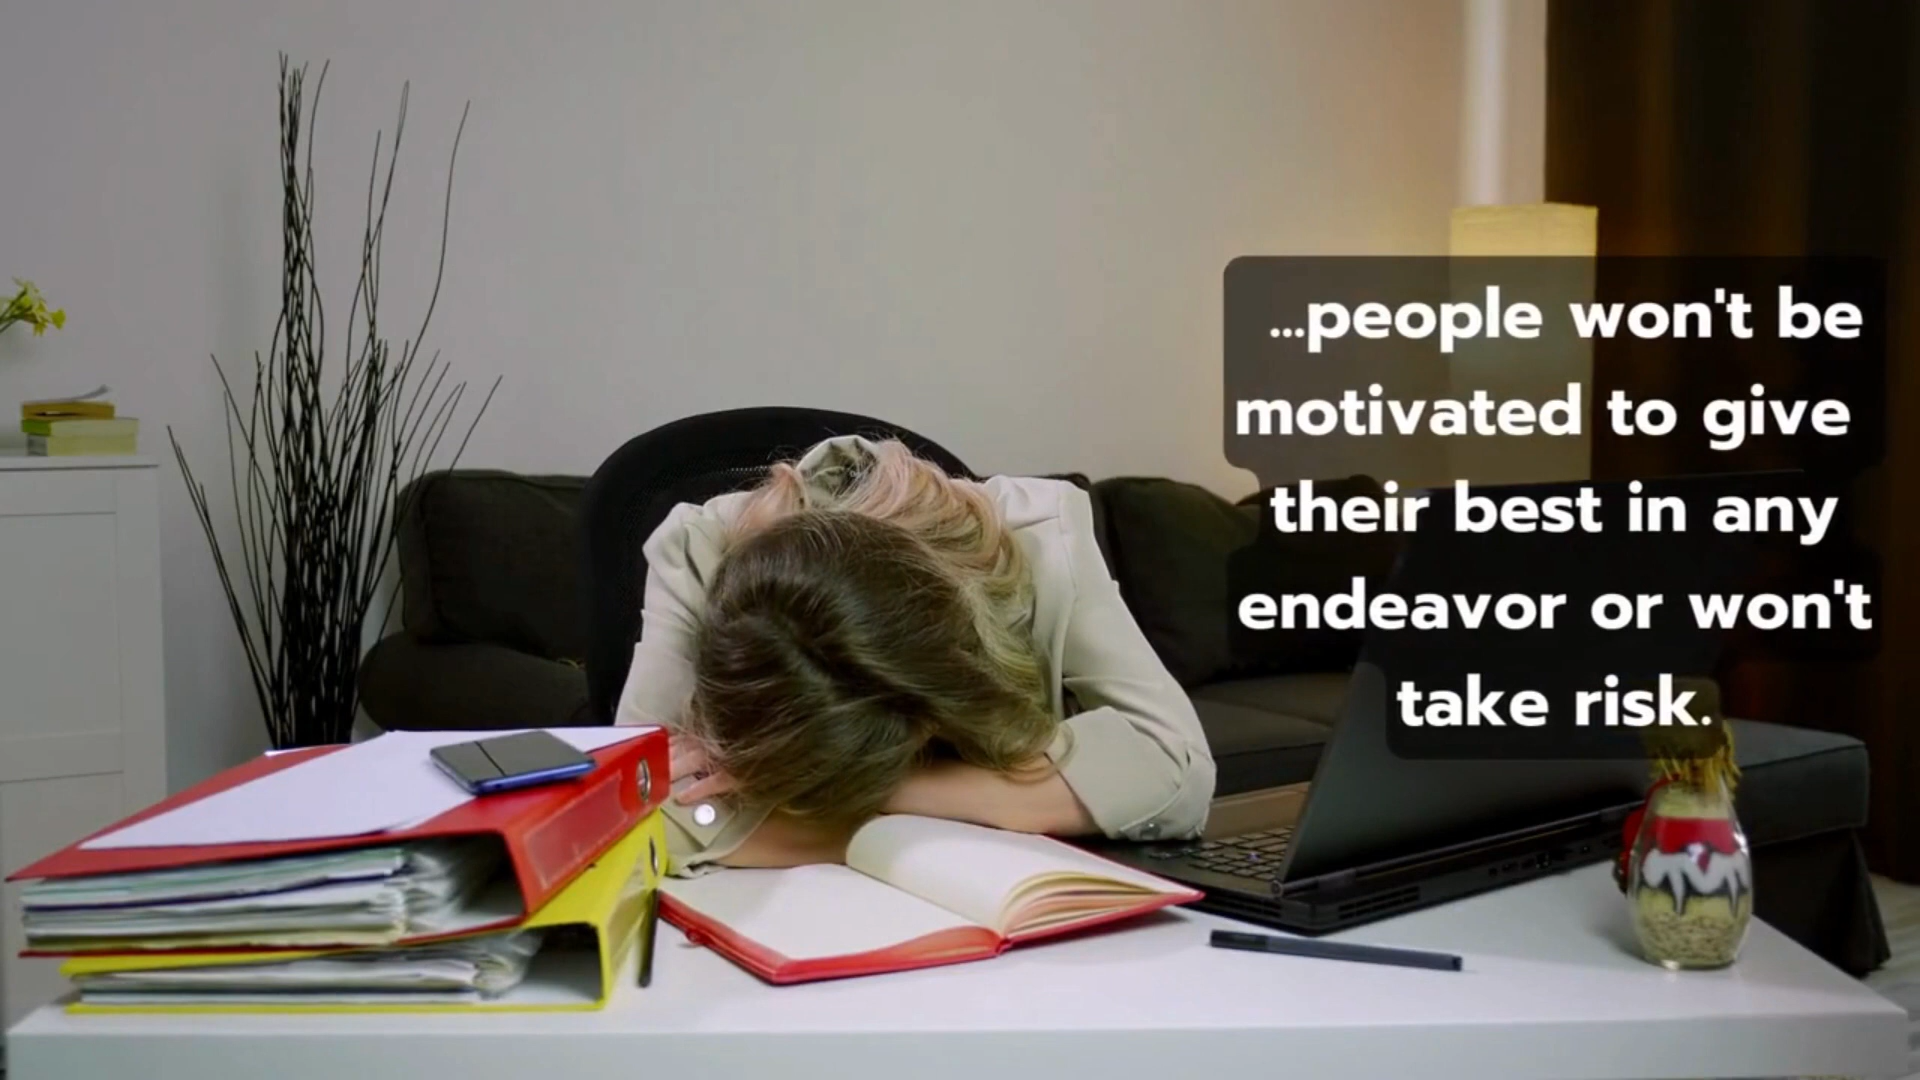 ...people won't be
motivated to give
their best in any
endeavor or won't
take risk.